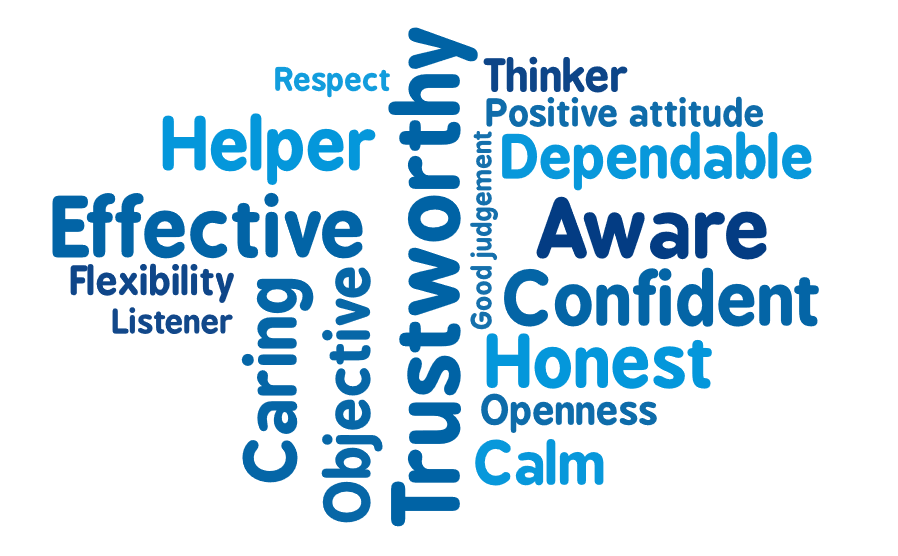 Respect
Helper
Effective
Flexibility
Listener
Caring
Objective
Trustworthy
Good judgement
Thinker
Positive attitude
Dependable
Aware
Confident
Honest
Openness
Calm